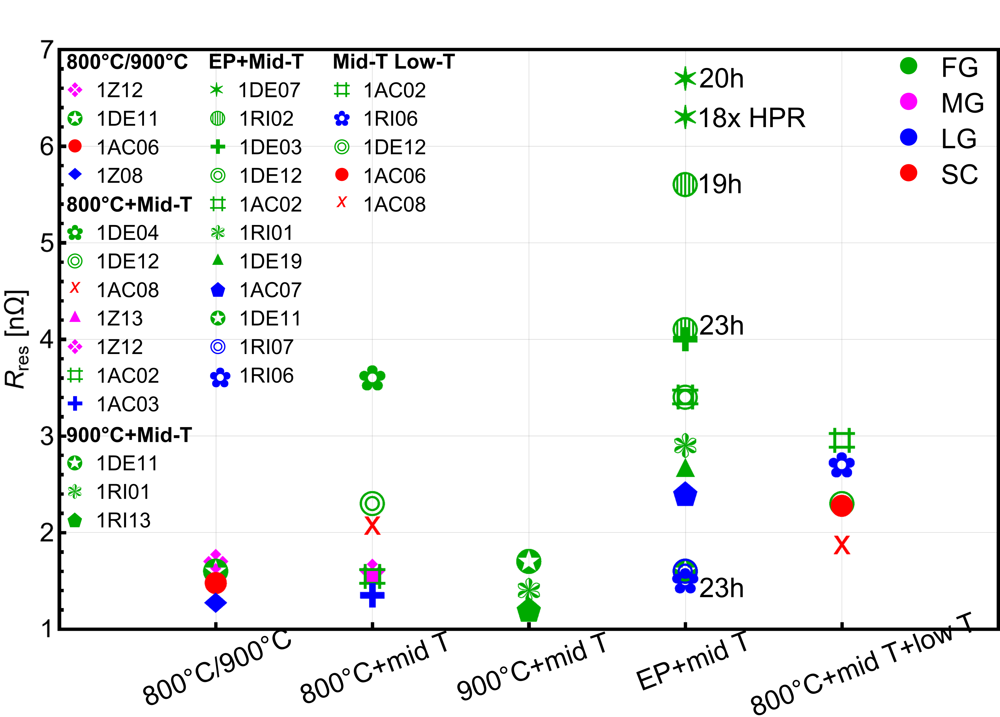 7
6
5
4
3
2
1
R_res [nΩ]
800°C/900°C
1Z12
1DE11
1AC06
1Z08
800°C+Mid-T
1DE04
1DE12
1AC08
1Z13
1Z12
1AC02
1AC03
900°C+Mid-T
1DE11
1RI01
1RI13
EP+Mid-T
1DE07
1RI02
1DE03
1DE12
1AC02
1RI01
1DE19
1AC07
1DE11
1RI07
1RI06
Mid-T Low-T
1AC02
1RI06
1DE12
1AC06
1AC08
20h
18x HPR
19h
23h
23h
FG
MG
LG
SC
800°C/900°C
800°C+mid T
900°C+mid T
EP+mid T
800°C+mid T+low T